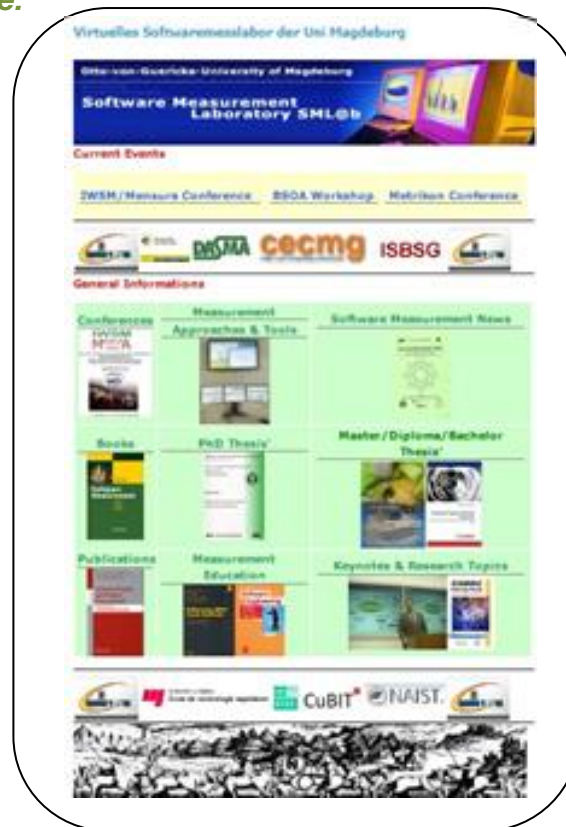 e.
Virtuelles Softwaremesslabor der Uni Magdeburg
Otto-von-Guericke-University of Magdeburg
Software Measurement
Laboratory SML@b
Current Events
IWSM/Mensura Conference BSOA Workshop Metrikon Conference
DASMA cecmg ISBSG
General Informations
Conferences
Measurement
Approaches & Tools
Software Measurement News
Books
PhD Thesis'
Master/Diploma/Bachelor
Thesis'
Publications
Measurement
Education
Keynotes & Research Topics
CuBIT NAIST.